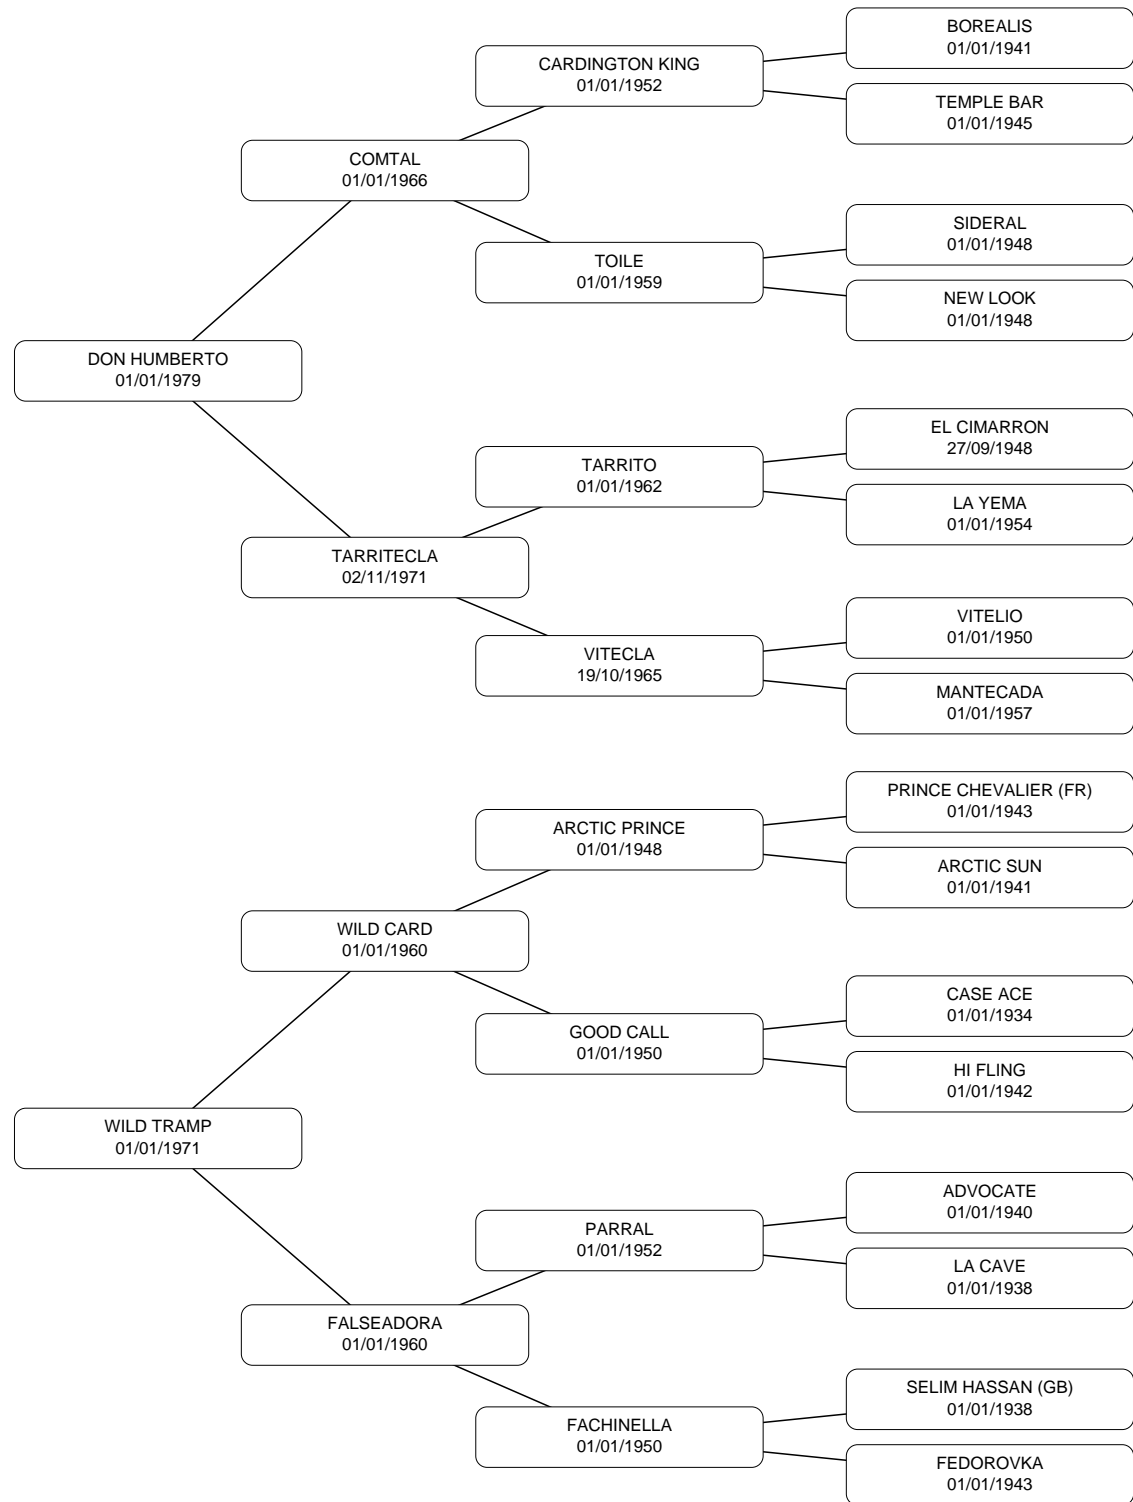 BOREALIS
01/01/1941
CARDINGTON KING
01/01/1952
TEMPLE BAR
01/01/1945
COMTAL
01/01/1966
SIDERAL
01/01/1948
TOILE
01/01/1959
NEW LOOK
01/01/1948
DON HUMBERTO
01/01/1979
EL CIMARRON
27/09/1948
TARRITO
01/01/1962
LA YEMA
01/01/1954
TARRITECLA
02/11/1971
VITELIO
01/01/1950
VITECLA
19/10/1965
MANTECADA
01/01/1957
PRINCE CHEVALIER (FR)
01/01/1943
ARCTIC PRINCE
01/01/1948
ARCTIC SUN
01/01/1941
WILD CARD
01/01/1960
CASE ACE
01/01/1934
GOOD CALL
01/01/1950
HI FLING
01/01/1942
WILD TRAMP
01/01/1971
ADVOCATE
01/01/1940
PARRAL
01/01/1952
LA CAVE
01/01/1938
FALSEADORA
01/01/1960
SELIM HASSAN (GB)
01/01/1938
FACHINELLA
01/01/1950
FEDOROVKA
01/01/1943